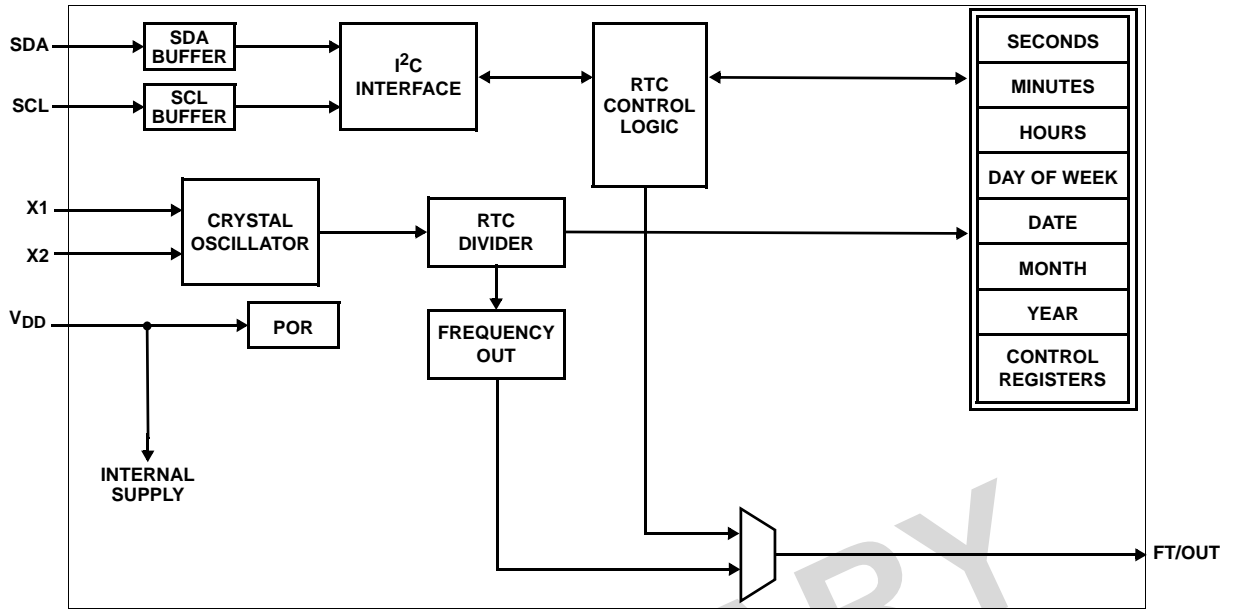 SDA
SDA
BUFFER
SCL
SCL
BUFFER
I2C
INTERFACE
RTC
CONTROL
LOGIC
SECONDS
MINUTES
HOURS
DAY OF WEEK
DATE
MONTH
YEAR
CONTROL
REGISTERS
X1
X2
CRYSTAL
OSCILLATOR
RTC
DIVIDER
VDD
POR
FREQUENCY
OUT
INTERNAL
SUPPLY
FT/OUT